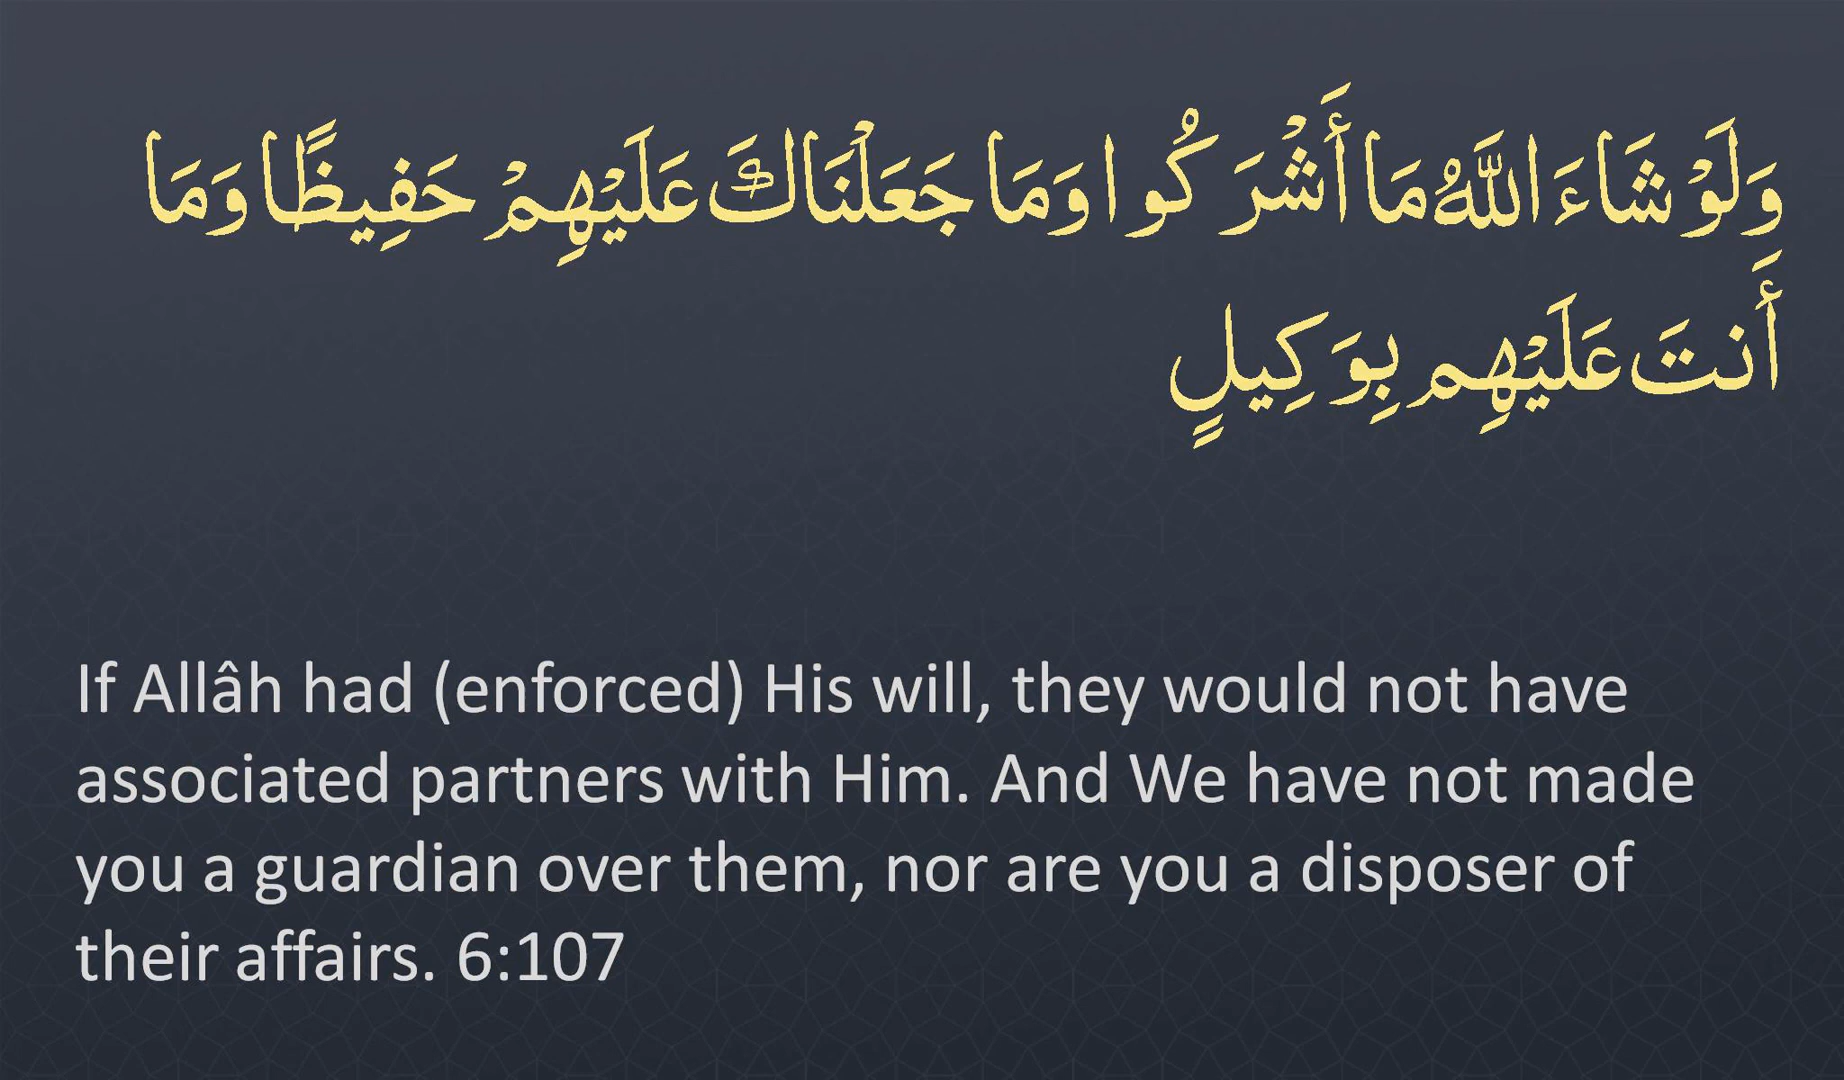 وَلَوْ شَاءَ اللَّهُ مَا أَشْرَكُوا وَمَا جَعَلْنَاكَ عَلَيْهِمْ حَفِيظًا وَمَا
أَنتَ عَلَيْهِم بِوَكِيلٍ
If Allâh had (enforced) His will, they would not have
associated partners with Him. And We have not made
you a guardian over them, nor are you a disposer of
their affairs. 6:107